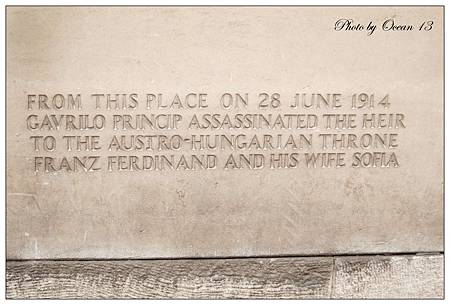 Photo by Ocean 13
FROM THIS PLACE ON 28 JUNE 1914
GAVRILO PRINCIP ASSASSINATED THE HEIR
TO THE AUSTRO-HUNGARIAN THRONE
FRANZ FERDINAND AND HIS WIFE SOFIA